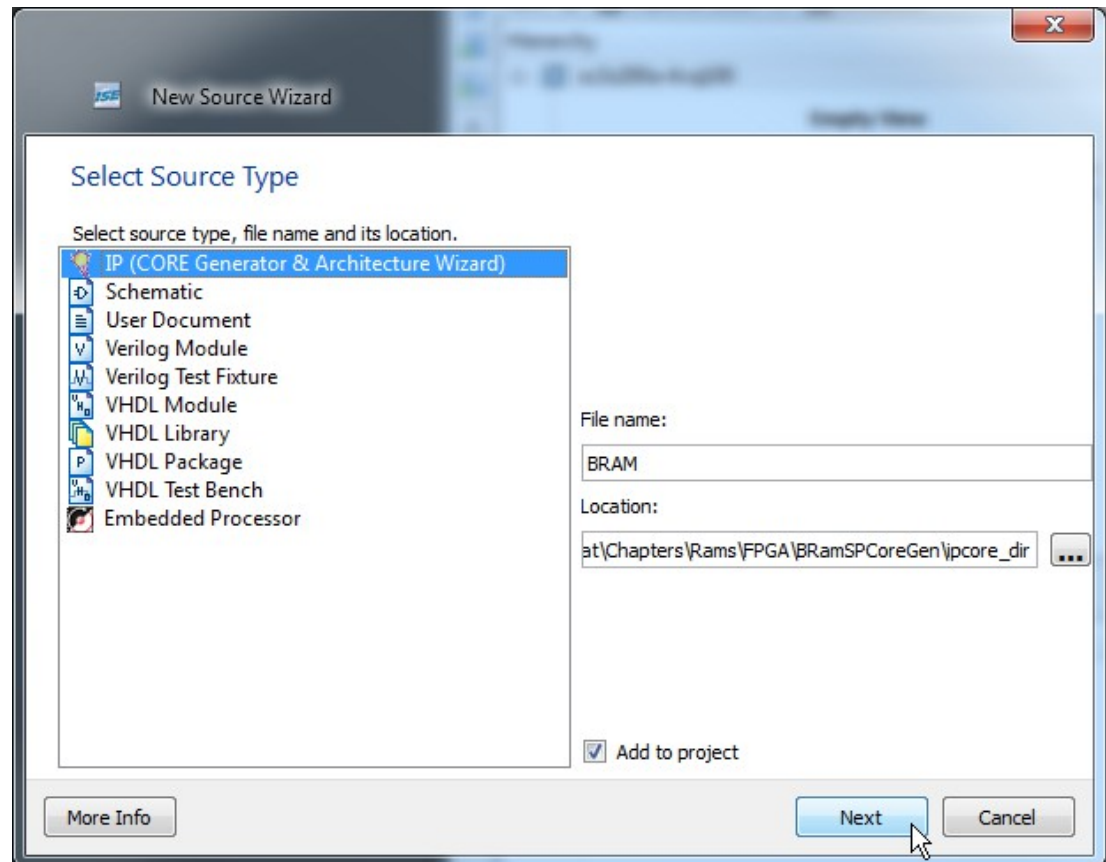 ISE New Source Wizard
Select Source Type
Select source type, file name and its location.
IP (CORE Generator & Architecture Wizard)
Schematic
User Document
Verilog Module
Verilog Test Fixture
VHDL Module
VHDL Library
VHDL Package
VHDL Test Bench
Embedded Processor
File name:
BRAM
Location:
at\Chapters\Rams\FPGA\BRamSPCoreGen\ipcore_dir
...
Add to project
More Info
Next
Cancel